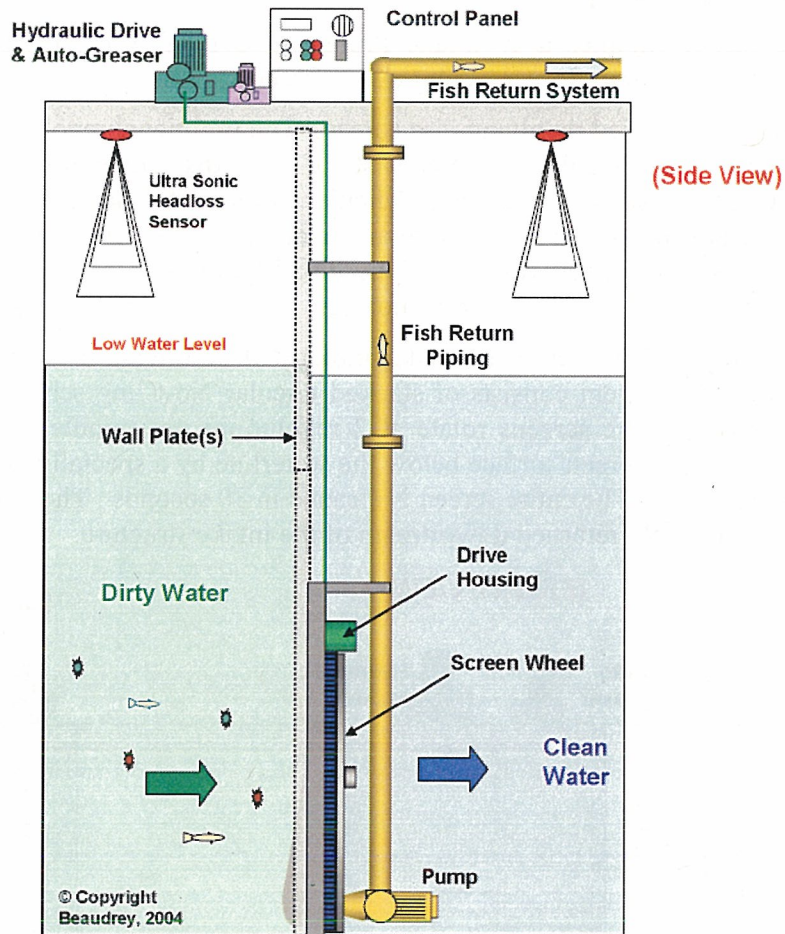 Hydraulic Drive
& Auto-Greaser
Control Panel
Fish Return System
(Side View)
Ultra Sonic
Headloss
Sensor
Low Water Level
Fish Return
Piping
Wall Plate(s)
Drive
Housing
Dirty Water
Screen Wheel
Clean
Water
Pump
© Copyright
Beaudrey, 2004